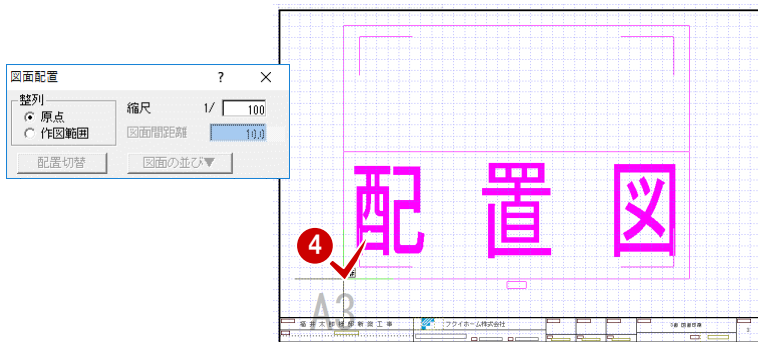 図面配置 ? ×
整列
原点
作図範囲
縮尺 1/ 100
図面間距離 10.0
配置切替
図面の並び▼
配置図
4
A3
フクイホーム株式会社